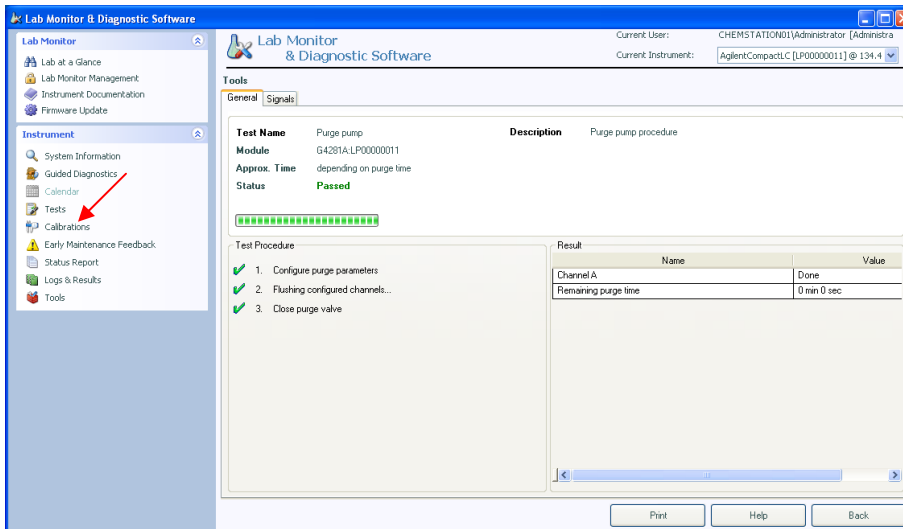 Lab Monitor & Diagnostic Software
Lab Monitor
Lab at a Glance
Lab Monitor Management
Instrument Documentation
Firmware Update
Instrument
System Information
Guided Diagnostics
Calendar
Tests
Calibrations
Early Maintenance Feedback
Status Report
Logs & Results
Tools
Lab Monitor
& Diagnostic Software
Current User: CHEMSTATION01\Administrator [Administra
Current Instrument: AgilentCompactLC [LP00000011] @ 134.4
Tools
General Signals
Test Name Purge pump Description Purge pump procedure
Module G4281A:LP00000011
Approx. Time depending on purge time
Status Passed
Test Procedure
1. Configure purge parameters
2. Flushing configured channels...
3. Close purge valve
Result
Name Value
Channel A Done
Remaining purge time 0 min 0 sec
Print Help Back